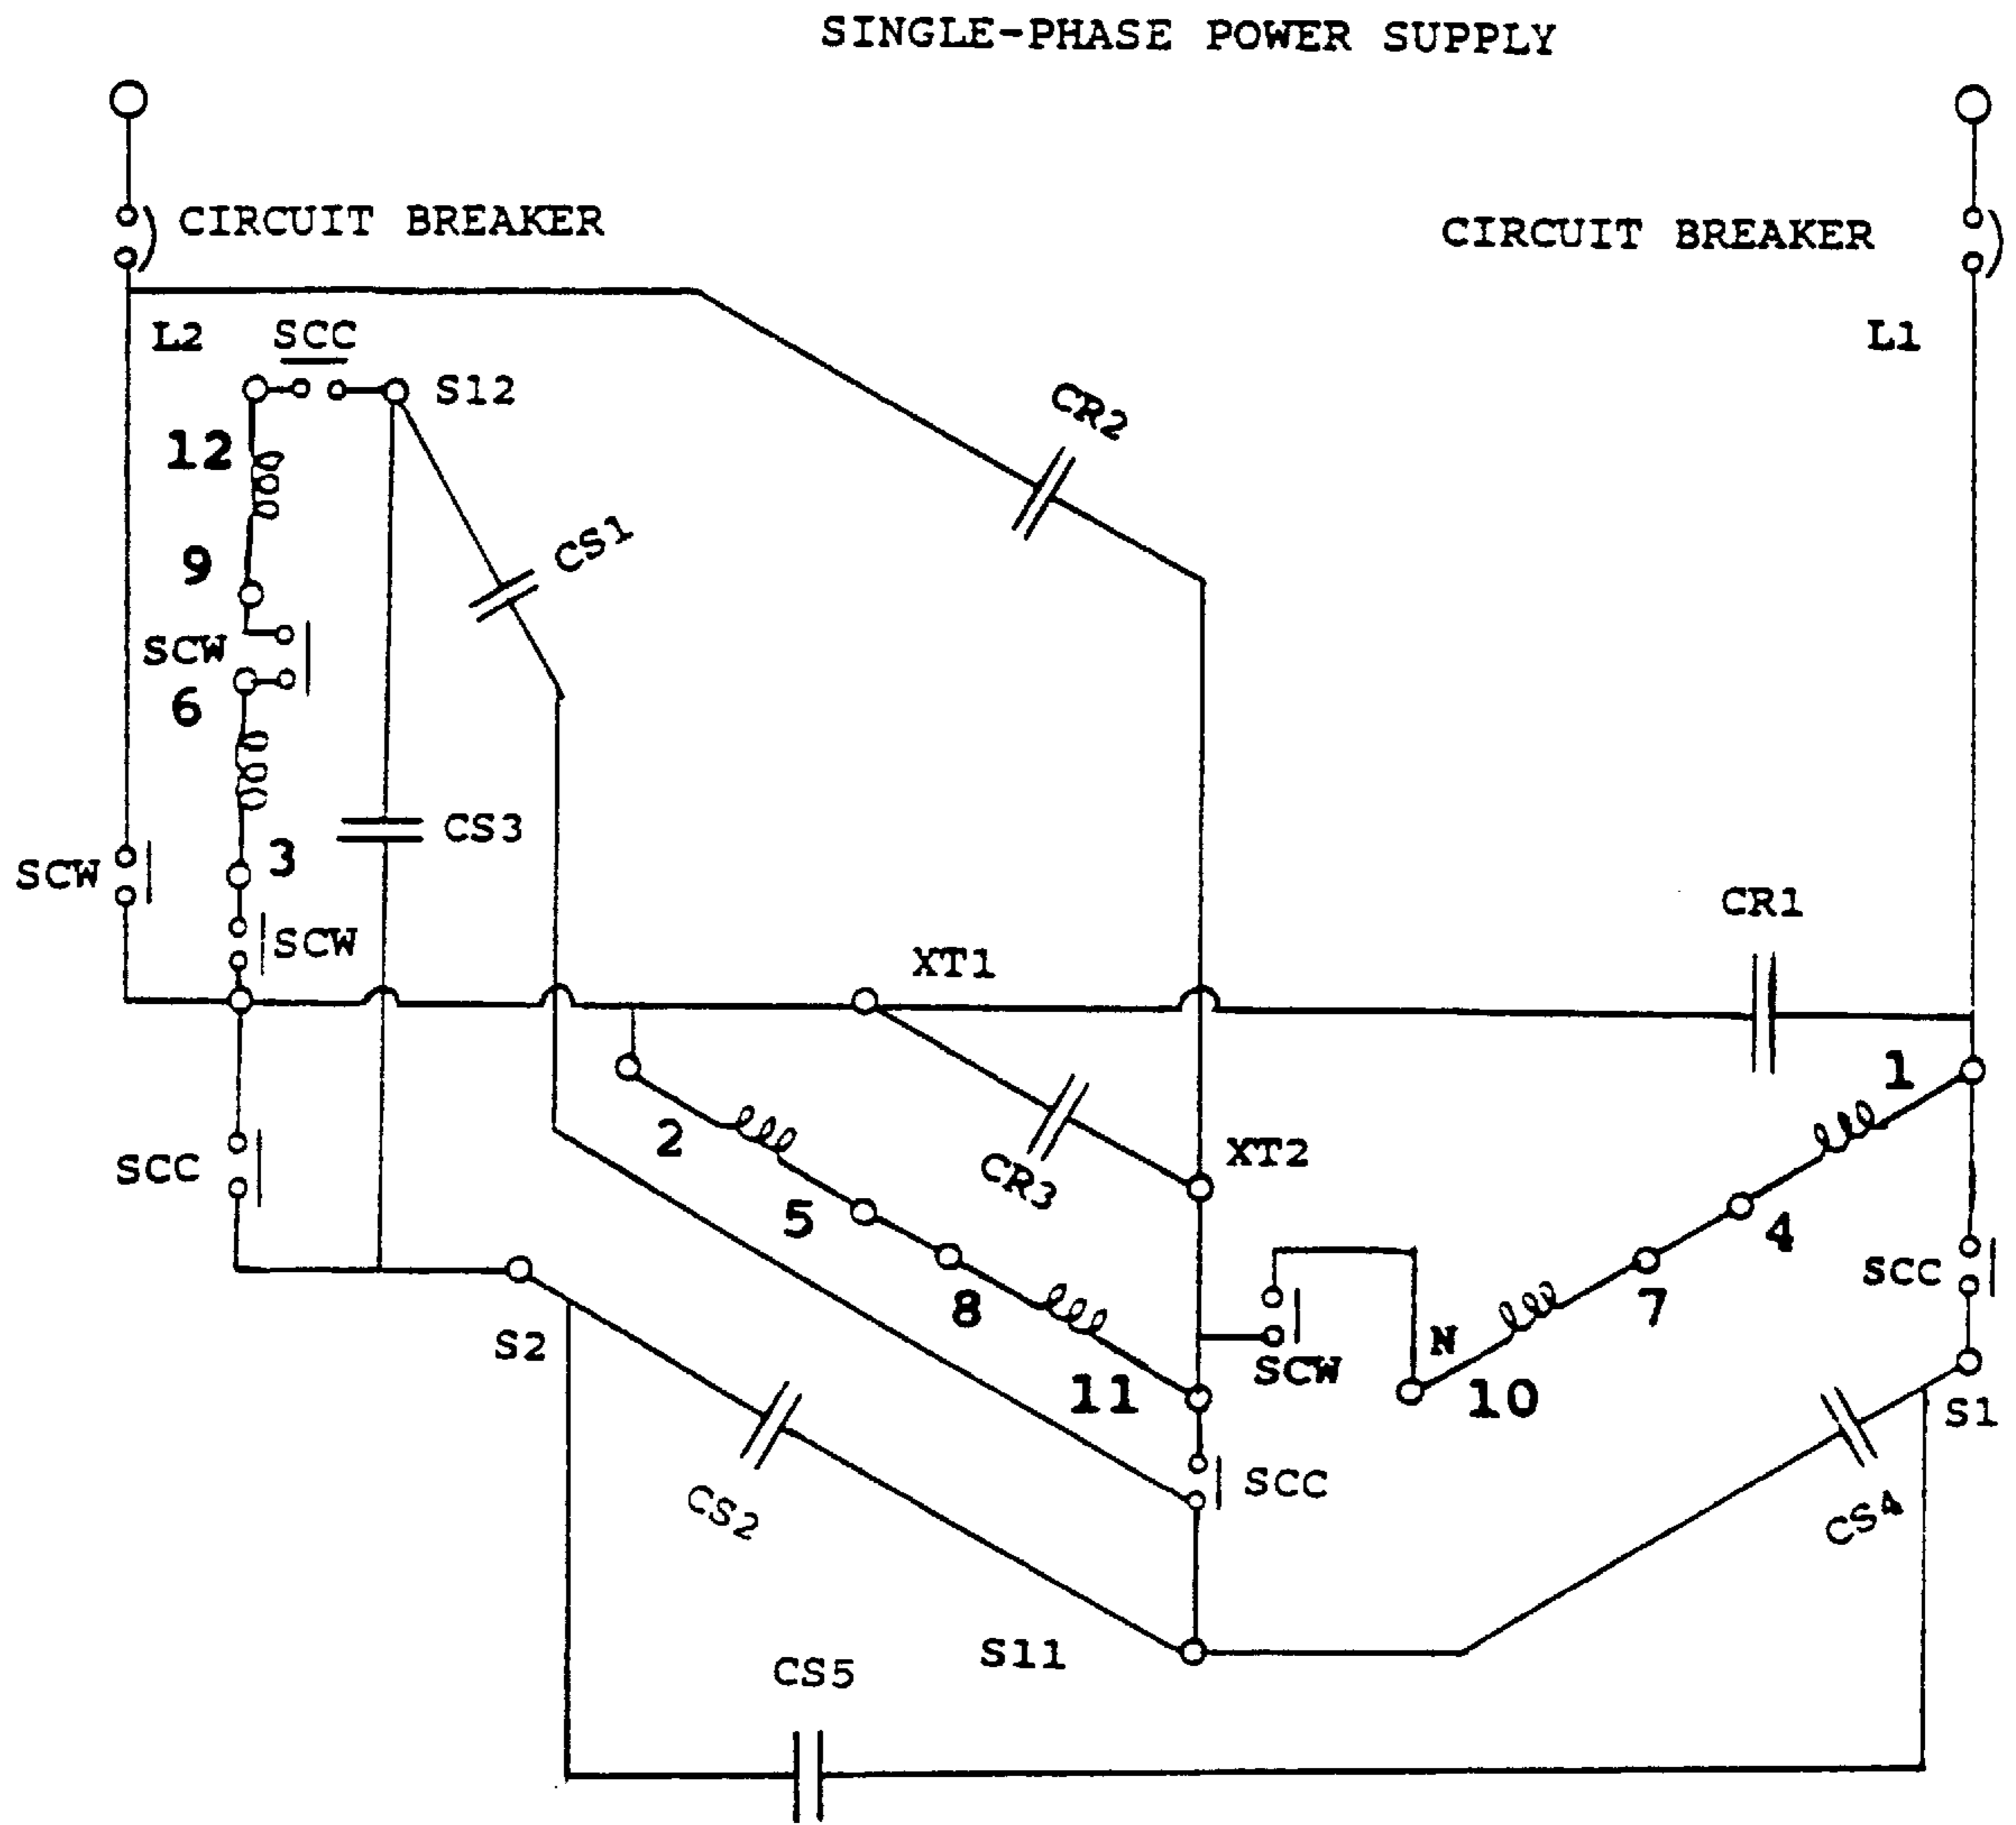 SINGLE-PHASE POWER SUPPLY
CIRCUIT BREAKER
CIRCUIT BREAKER
L2
SCC
L1
S12
CR2
12
CS1
9
SCW
6
CS3
3
SCW
CR1
SCW
XT1
1
2
XT2
SCC
CR3
5
4
SCC
8
7
S2
N
SCW
11
10
S1
SCC
CS2
CS4
S11
CS5